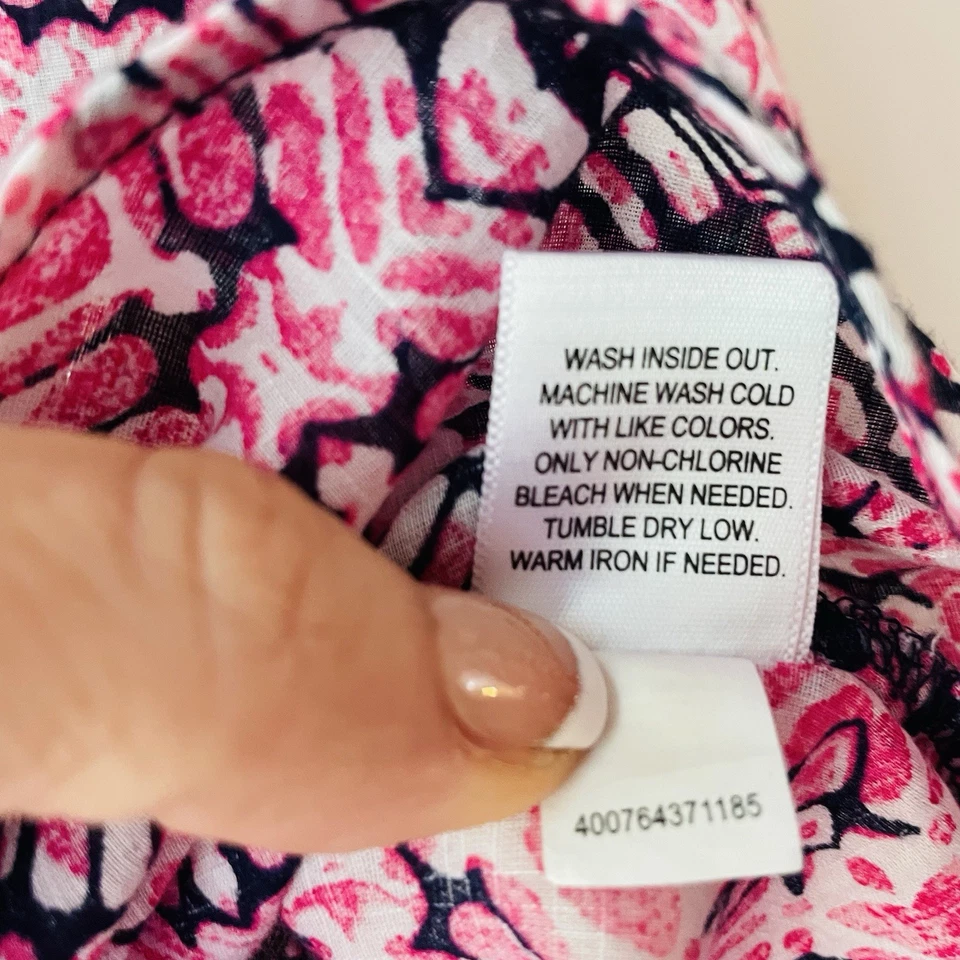 WASH INSIDE OUT.
MACHINE WASH COLD
WITH LIKE COLORS.
ONLY NON-CHLORINE
BLEACH WHEN NEEDED.
TUMBLE DRY LOW.
WARM IRON IF NEEDED.
400764371185